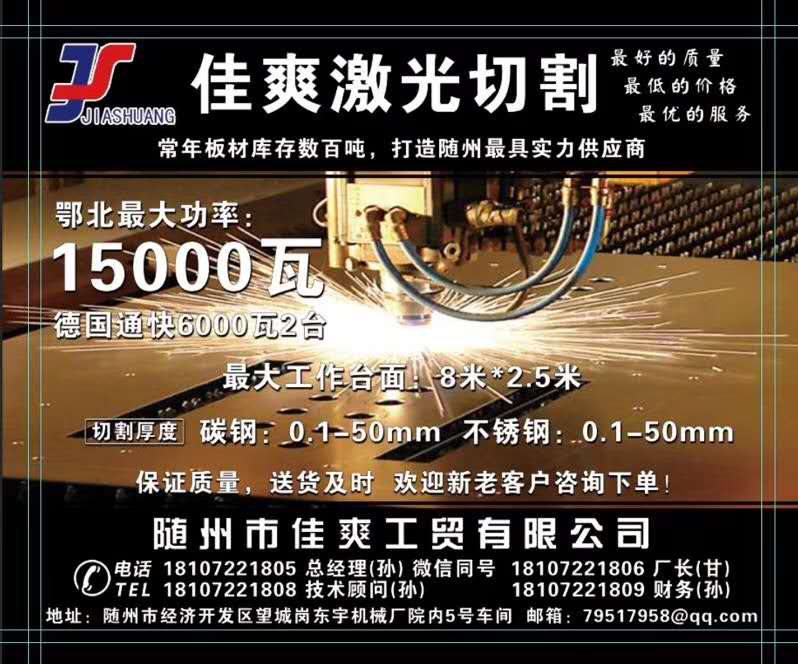 JIASHUANG
佳爽激光切割
最好的质量
最低的价格
最优的服务
常年板材库存数百吨，打造随州最具实力供应商
鄂北最大功率：
15000瓦
德国通快6000瓦2台
最大工作台面：8米*2.5米
切割厚度 碳钢：0.1-50mm 不锈钢：0.1-50mm
保证质量，送货及时 欢迎新老客户咨询下单！
随州市佳爽工贸有限公司
电话 18107221805 总经理(孙) 微信同号 18107221806 厂长(甘)
TEL 18107221808 技术顾问(孙) 18107221809 财务(孙)
地址：随州市经济开发区望城岗东宇机械厂院内5号车间 邮箱：79517958@qq.com